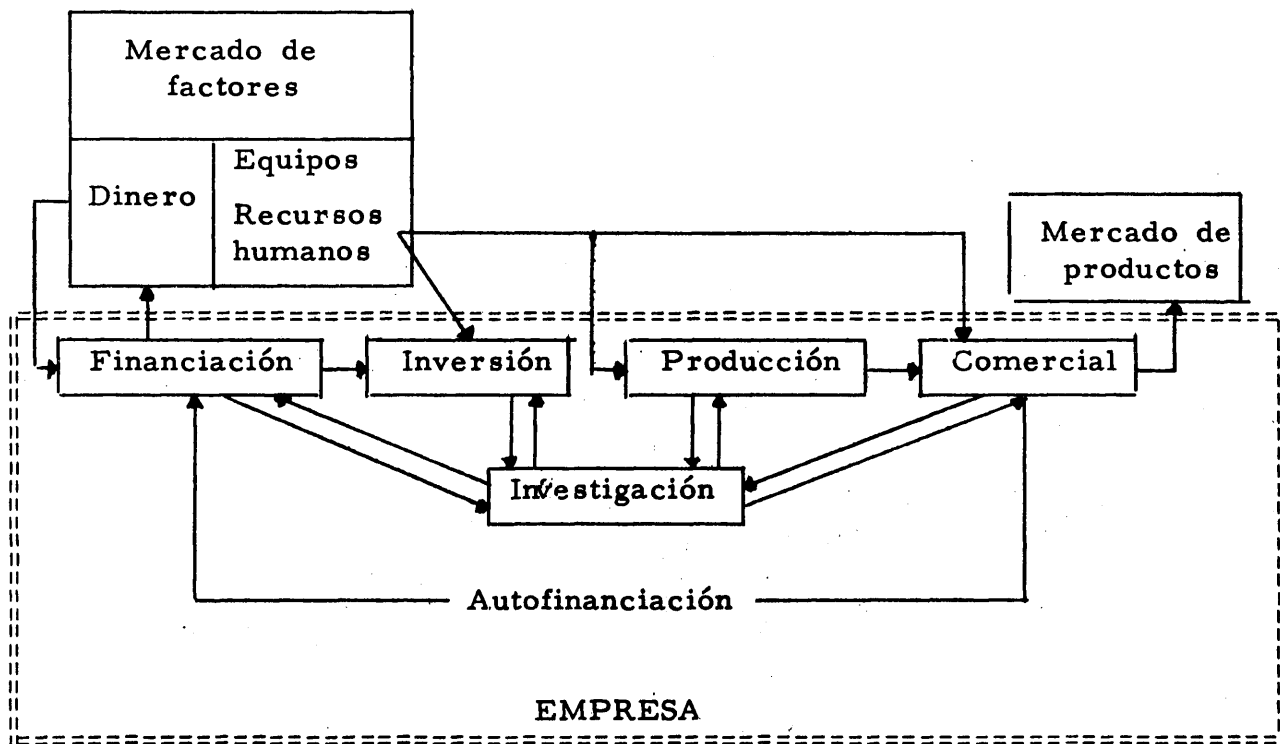 Mercado de
factores
Dinero
Equipos
Recursos
humanos
Mercado de
productos
Financiación
Inversión
Producción
Comercial
Investigación
Autofinanciación
EMPRESA